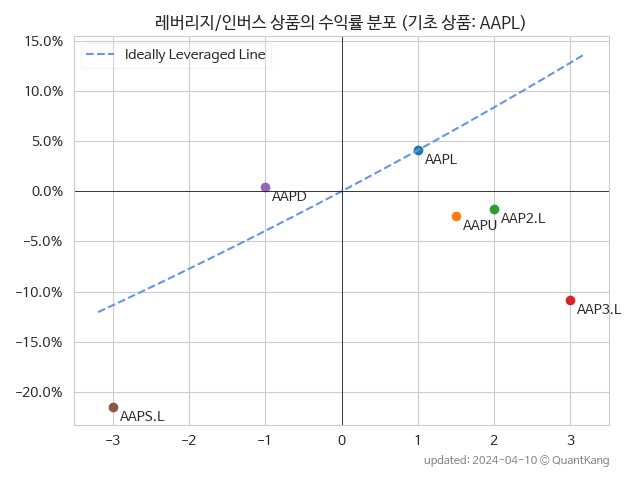 레버리지/인버스 상품의 수익률 분포 (기초 상품: AAPL)
15.0%
Ideally Leveraged Line
10.0%
5.0%
AAPL
0.0%
AAPD
AAP2.L
AAPU
−5.0%
−10.0%
AAP3.L
−15.0%
−20.0%
AAPS.L
−3 −2 −1 0 1 2 3
updated: 2024-04-10 © QuantKang